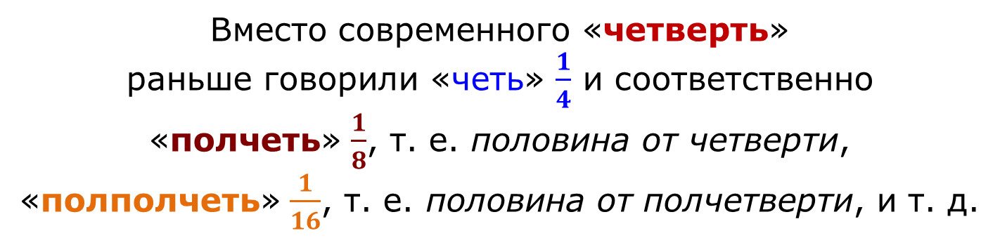 Вместо современного «четверть»
раньше говорили «четь» 1/4 и соответственно
«полчеть» 1/8, т. е. половина от четверти,
«полполчеть» 1/16, т. е. половина от полчетверти, и т. д.